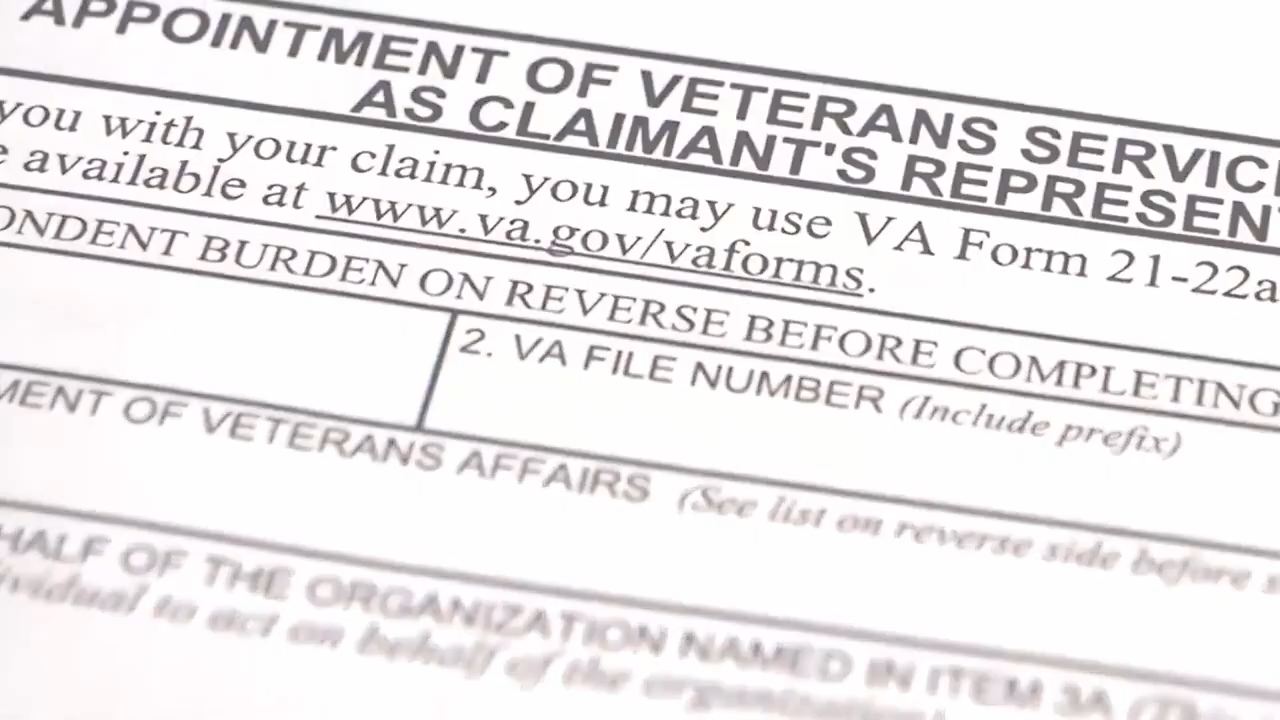 APPOINTMENT OF VETERANS SERVIC
AS CLAIMANT'S REPRESENT
you with your claim, you may use VA Form 21-22a
e available at www.va.gov/vaforms.
ONDENT BURDEN ON REVERSE BEFORE COMPLETING
2. VA FILE NUMBER (Include prefix)
MENT OF VETERANS AFFAIRS (See list on reverse side before s
HALF OF THE ORGANIZATION NAMED IN ITEM 3A (This
ividual to act on behalf of the organization